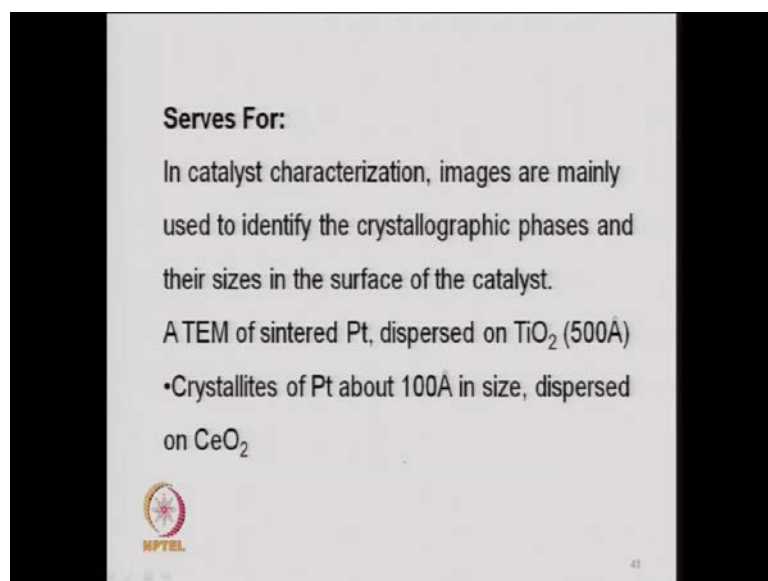 Serves For:
In catalyst characterization, images are mainly
used to identify the crystallographic phases and
their sizes in the surface of the catalyst.
A TEM of sintered Pt, dispersed on TiO₂ (500Å)
•Crystallites of Pt about 100Å in size, dispersed
on CeO₂
NPTEL
41